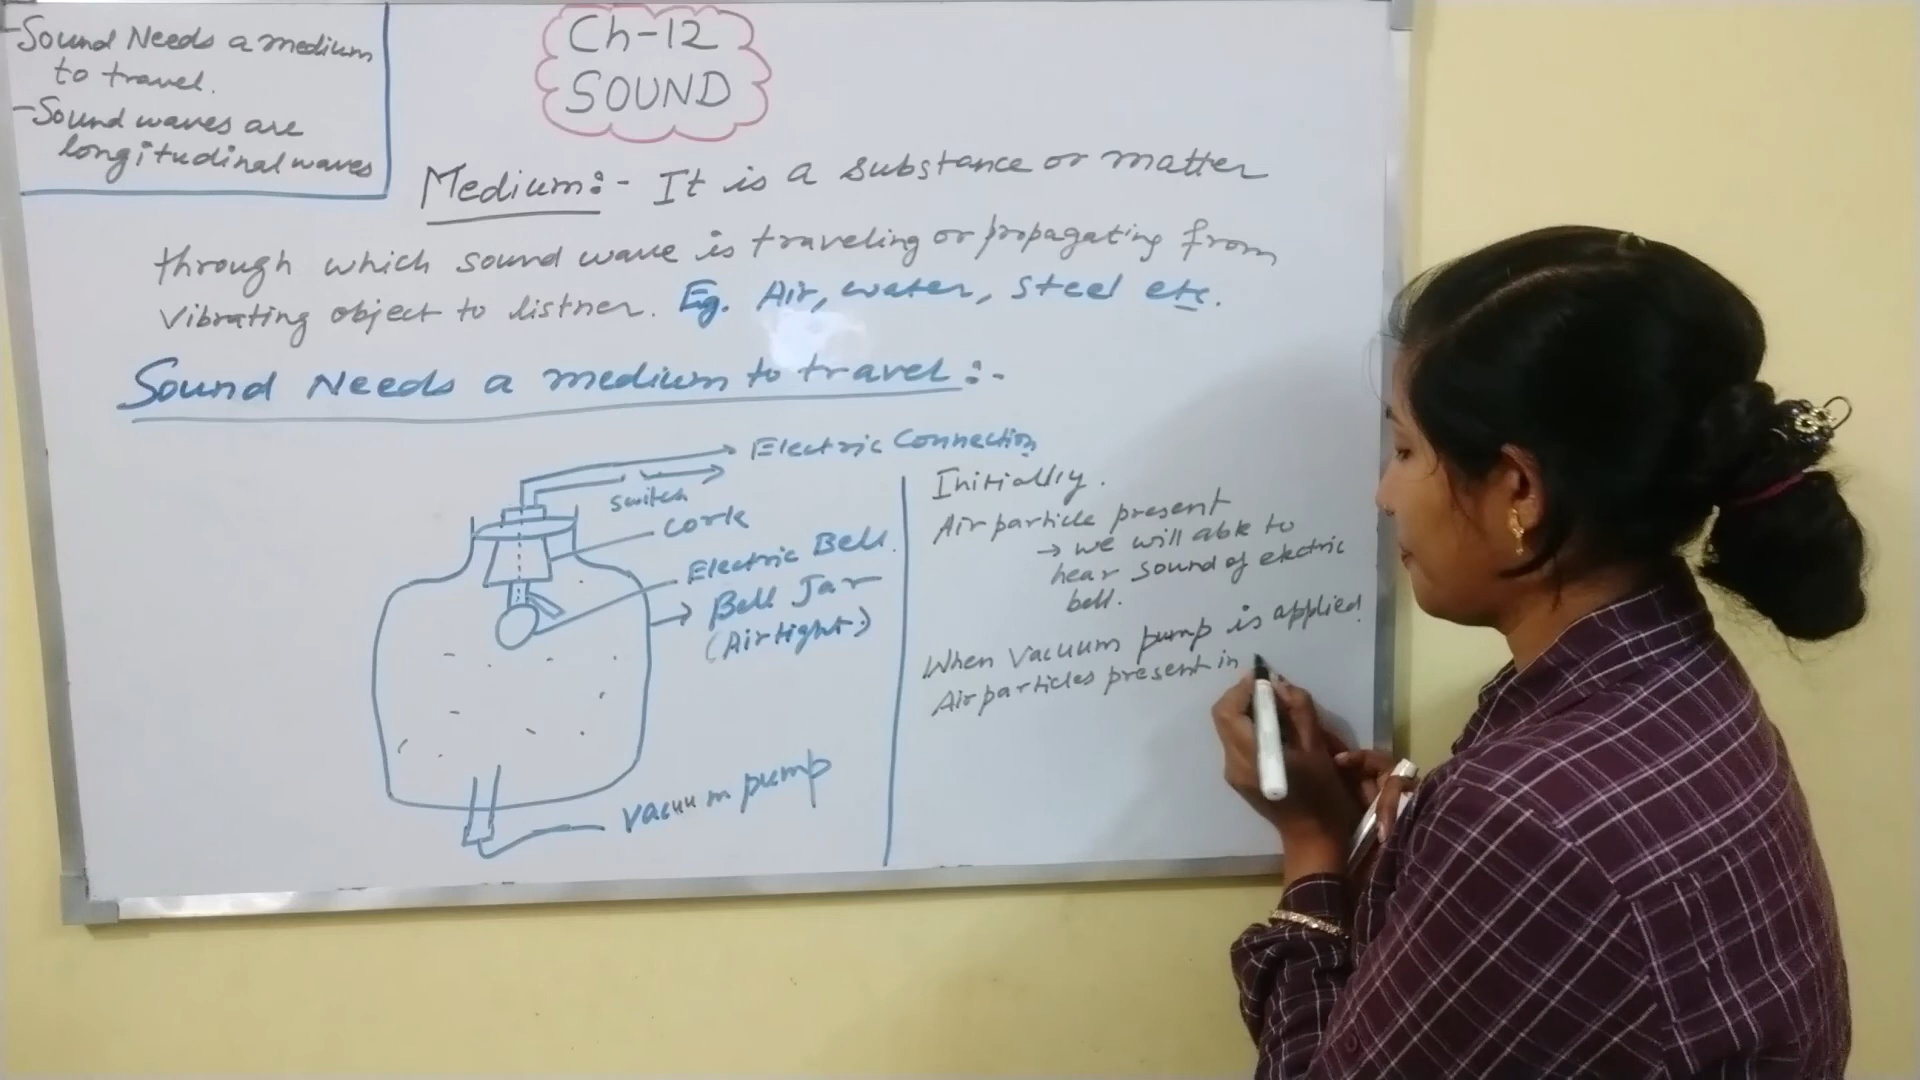 -Sound Needs a medium
to travel.
-Sound waves are
longitudinal waves
Ch-12
SOUND
Medium:- It is a substance or matter
through which sound wave is traveling or propagating from
vibrating object to listner. Eg. Air, water, steel etc.
Sound Needs a medium to travel:-
Electric Connection
switch
cork
Electric Bell
Bell Jar
(Airtight)
vacuum pump
Initially.
Air particle present
→ we will able to
hear sound of electric
bell.
When vacuum pump is applied.
Air particles present in